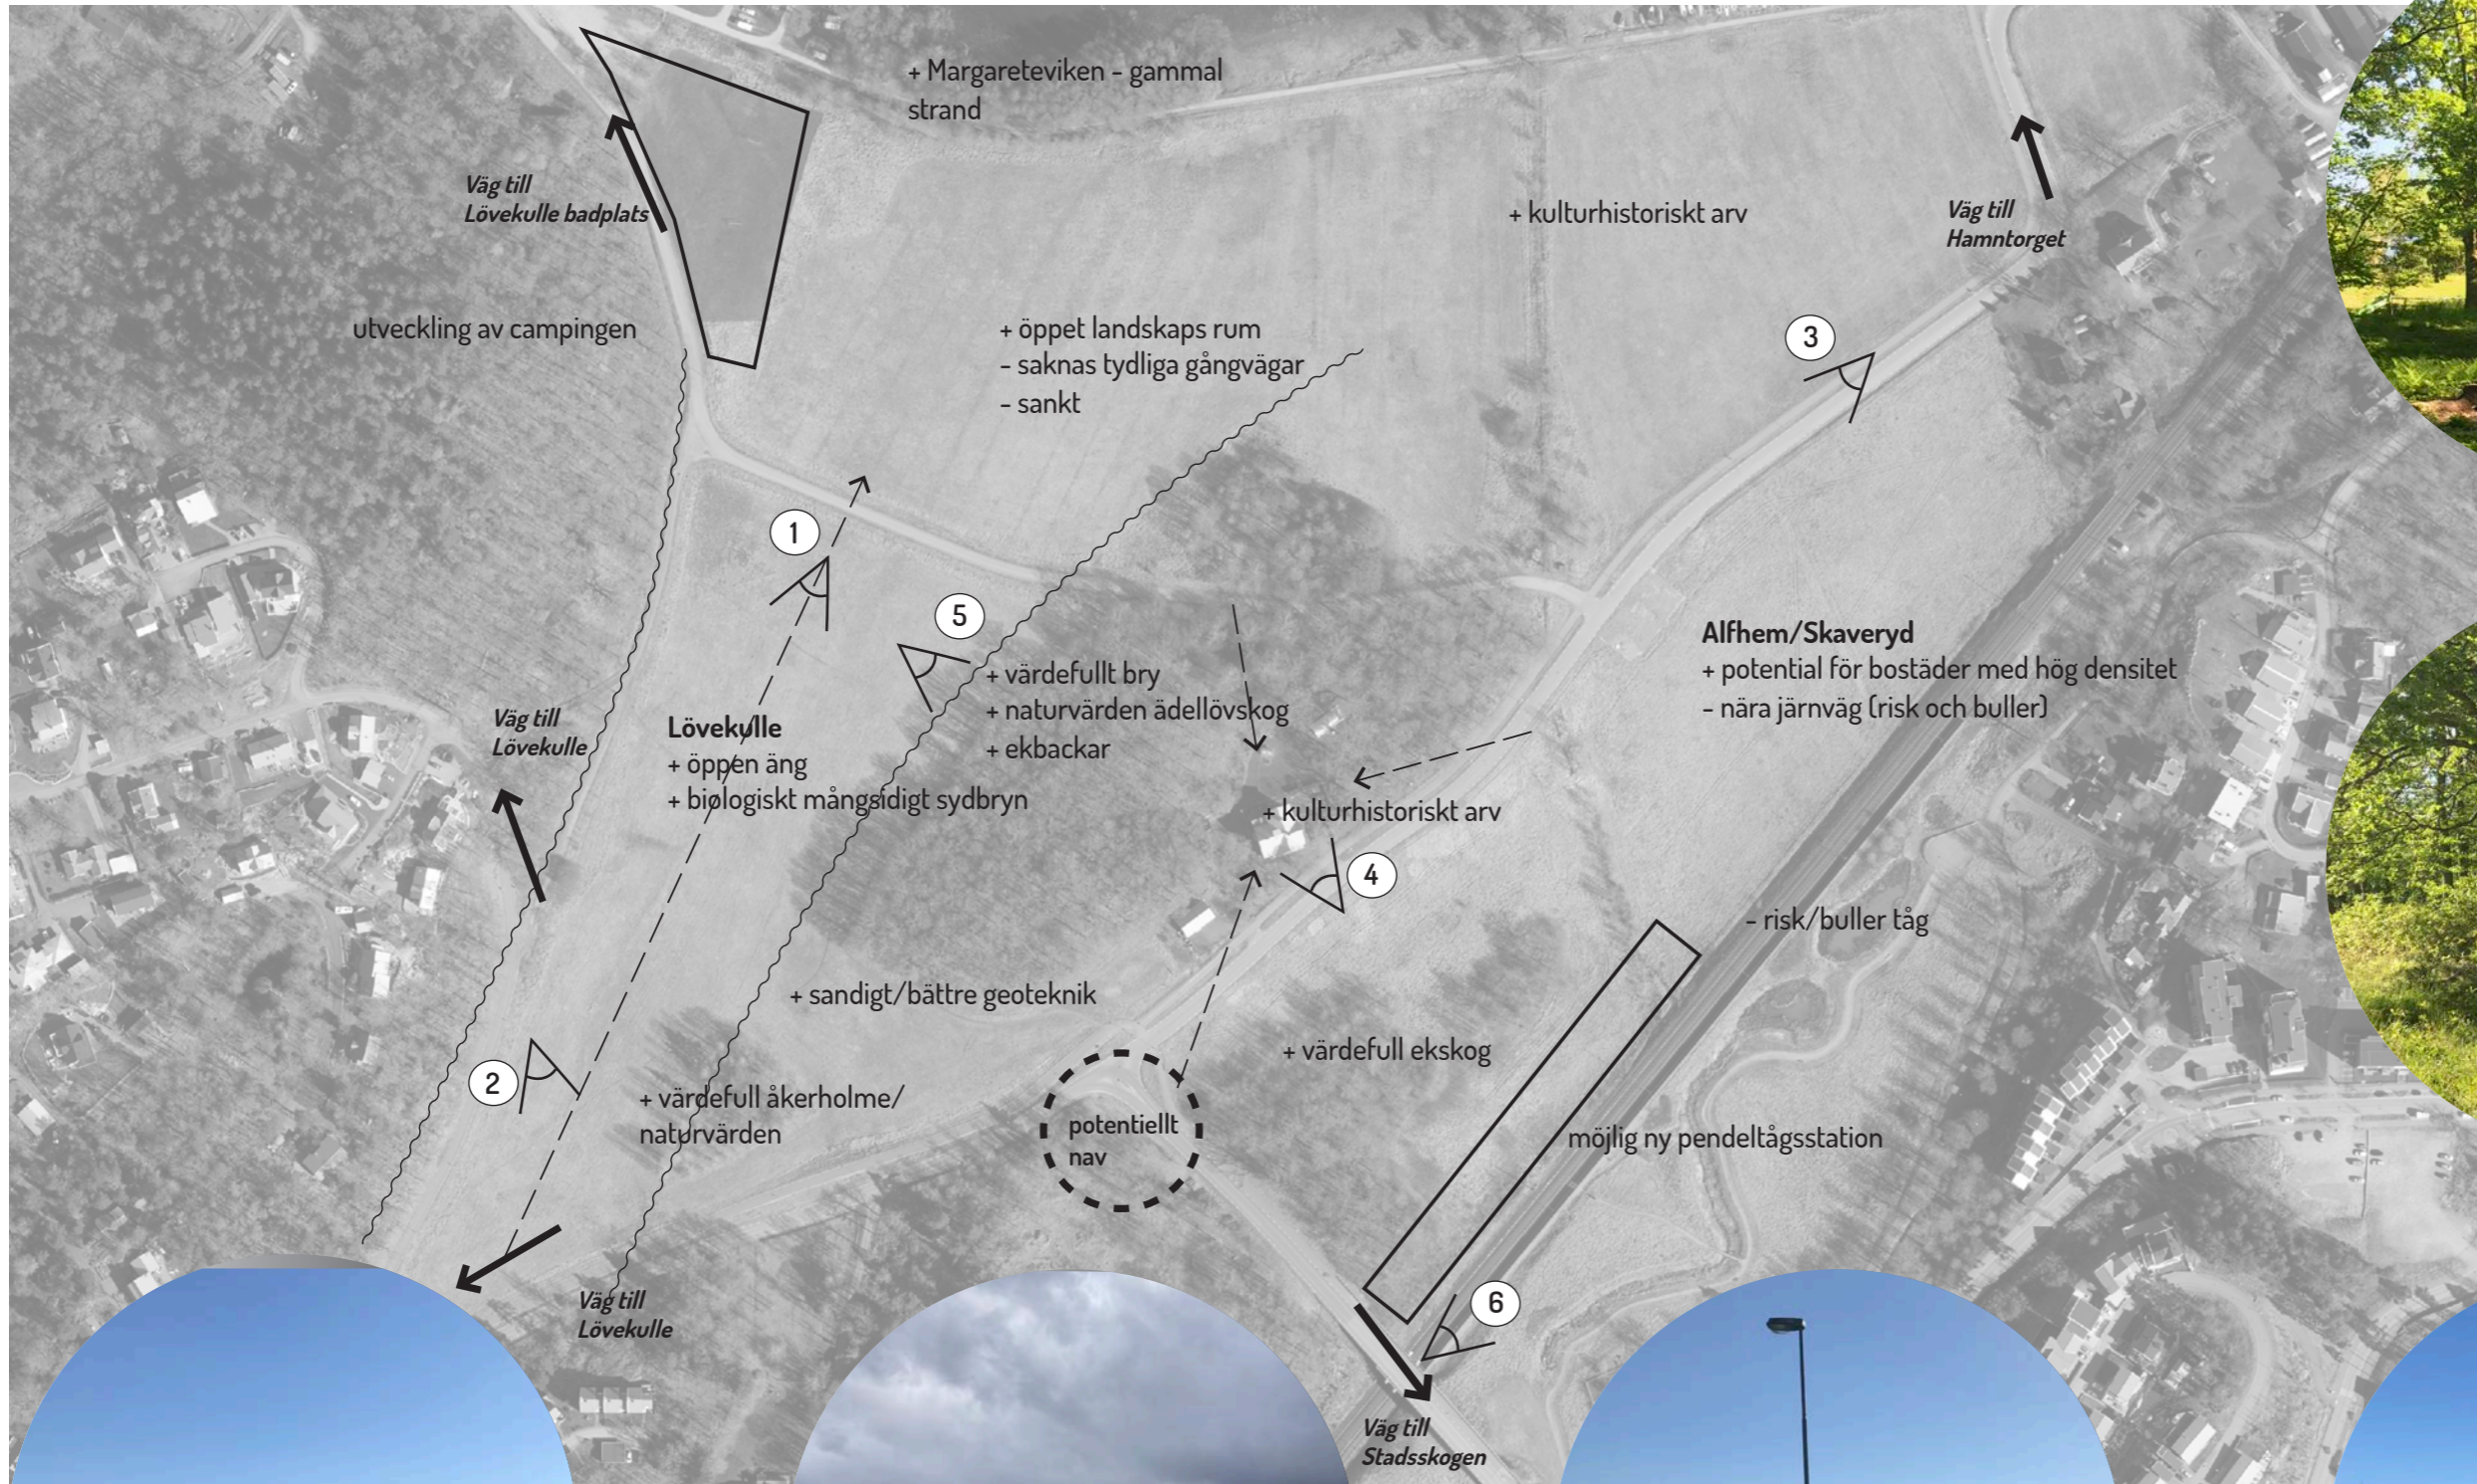 + Margareteviken - gammal
strand
Väg till
Lövekulle badplats
+ kulturhistoriskt arv
Väg till
Hamntorget
utveckling av campingen
+ öppet landskaps rum
- saknas tydliga gångvägar
- sankt
3
1
5
Alfhem/Skaveryd
+ potential för bostäder med hög densitet
- nära järnväg (risk och buller)
+ värdefullt bry
+ naturvärden ädellövskog
+ ekbackar
Väg till
Lövekulle
Lövekulle
+ öppen äng
+ biologiskt mångsidigt sydbryn
+ kulturhistoriskt arv
4
- risk/buller tåg
+ sandigt/bättre geoteknik
+ värdefull ekskog
2
+ värdefull åkerholme/
naturvärden
potentiellt
nav
möjlig ny pendeltågsstation
Väg till
Lövekulle
6
Väg till
Stadsskogen